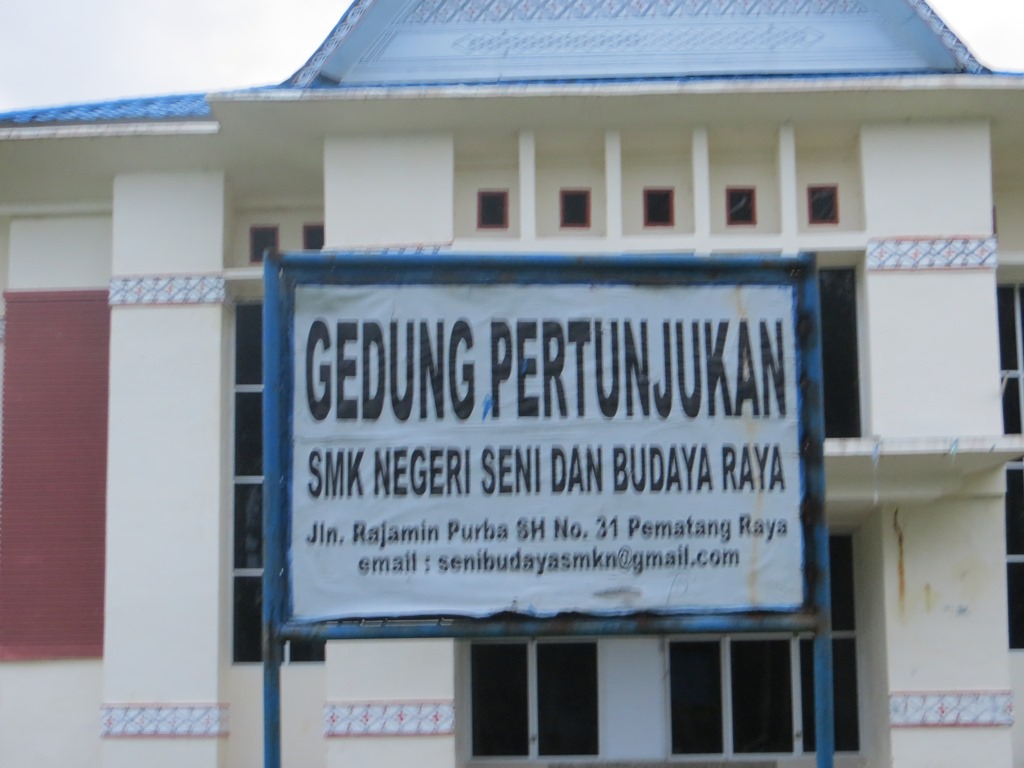 GEDUNG PERTUNJUKAN
SMK NEGERI SENI DAN BUDAYA RAYA
Jln. Rajamin Purba SH No. 31 Pematang Raya
email : senibudayasmkn@gmail.com